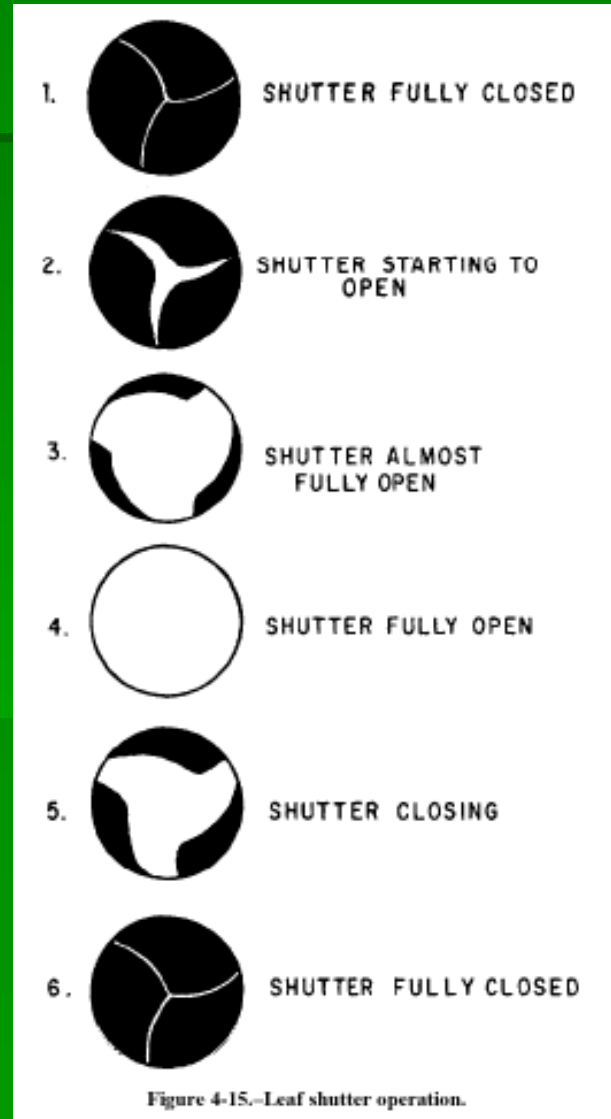 1. SHUTTER FULLY CLOSED
2. SHUTTER STARTING TO
OPEN
3. SHUTTER ALMOST
FULLY OPEN
4. SHUTTER FULLY OPEN
5. SHUTTER CLOSING
6. SHUTTER FULLY CLOSED
Figure 4-15.–Leaf shutter operation.